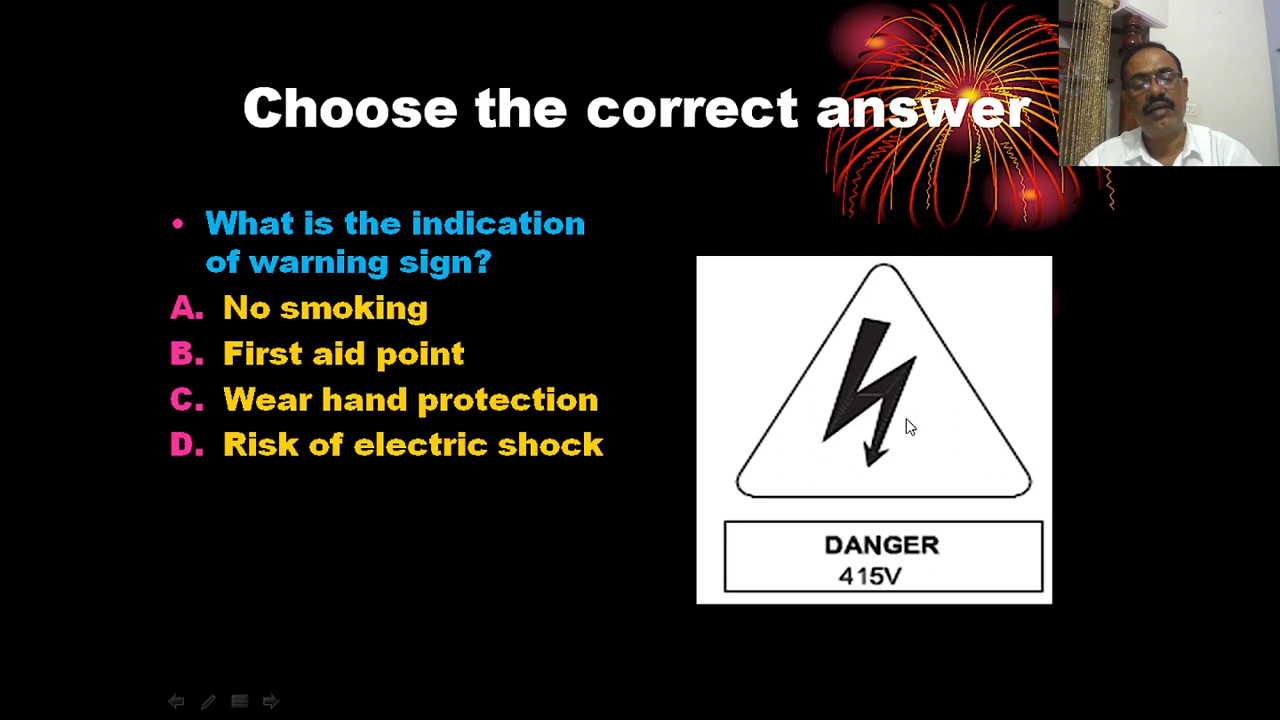 Choose the correct answer
• What is the indication
of warning sign?
A. No smoking
B. First aid point
C. Wear hand protection
D. Risk of electric shock
DANGER
415V